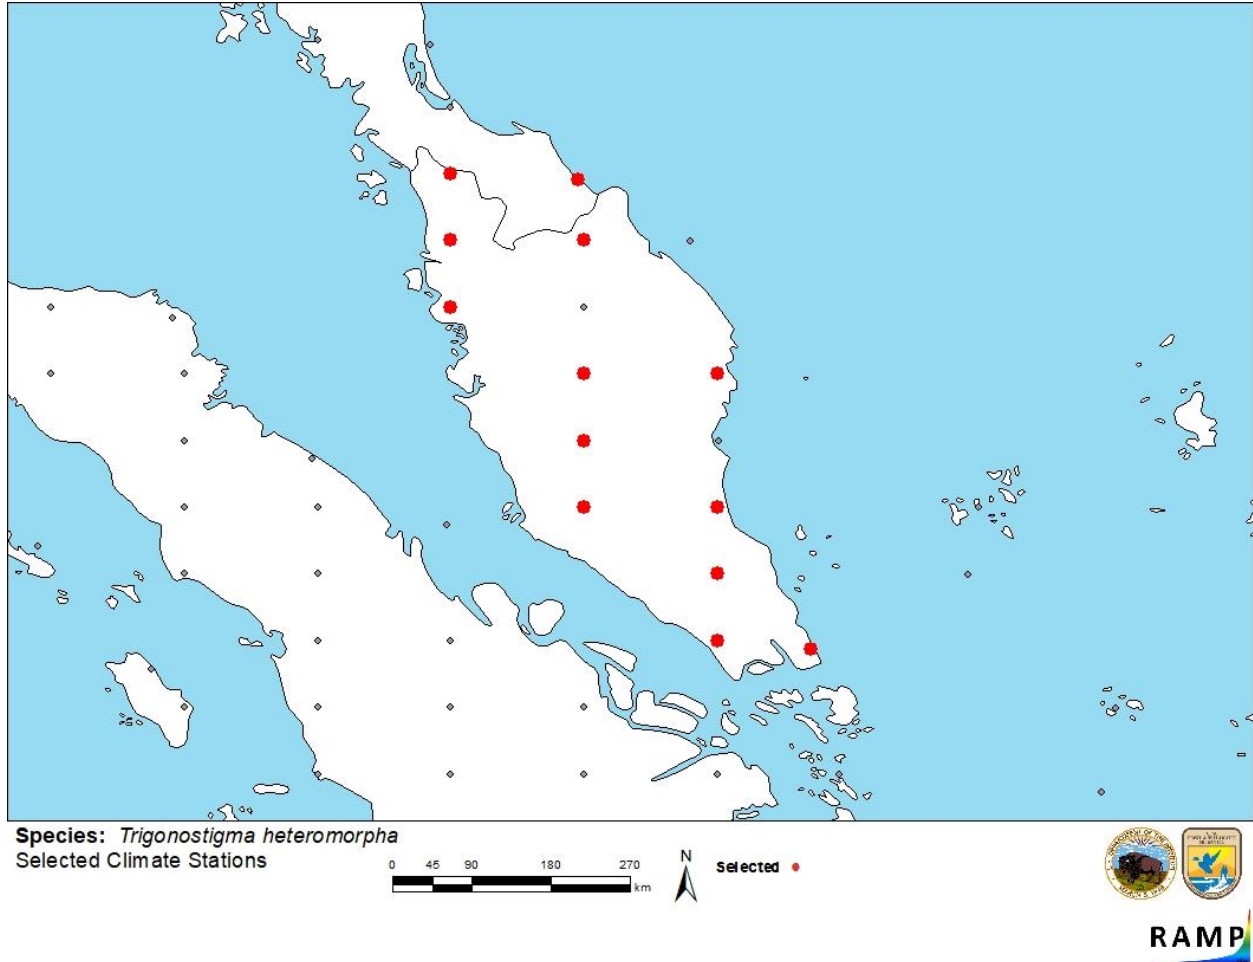 Species: Trigonostigma heteromorpha
Selected Climate Stations
0 45 90 180 270
km
N
Selected
RAMP